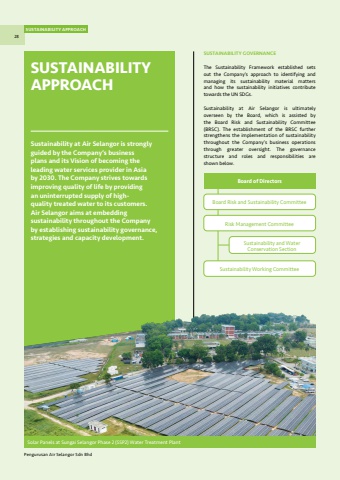 SUSTAINABILITY APPROACH
28
SUSTAINABILITY
APPROACH
Sustainability at Air Selangor is strongly
guided by the Company's business
plans and its Vision of becoming the
leading water services provider in Asia
by 2030. The Company strives towards
improving quality of life by providing
an uninterrupted supply of high-
quality treated water to its customers.
Air Selangor aims at embedding
sustainability throughout the Company
by establishing sustainability governance,
strategies and capacity development.
SUSTAINABILITY GOVERNANCE
The Sustainability Framework established sets
out the Company's approach to identifying and
managing its sustainability material matters
and how the sustainability initiatives contribute
towards the UN SDGs.
Sustainability at Air Selangor is ultimately
overseen by the Board, which is assisted by
the Board Risk and Sustainability Committee
(BRSC). The establishment of the BRSC further
strengthens the implementation of sustainability
throughout the Company's business operations
through greater oversight. The governance
structure and roles and responsibilities are
shown below.
Board of Directors
Board Risk and Sustainability Committee
Risk Management Committee
Sustainability and Water
Conservation Section
Sustainability Working Committee
Solar Panels at Sungai Selangor Phase 2 (SSP2) Water Treatment Plant
Pengurusan Air Selangor Sdn Bhd